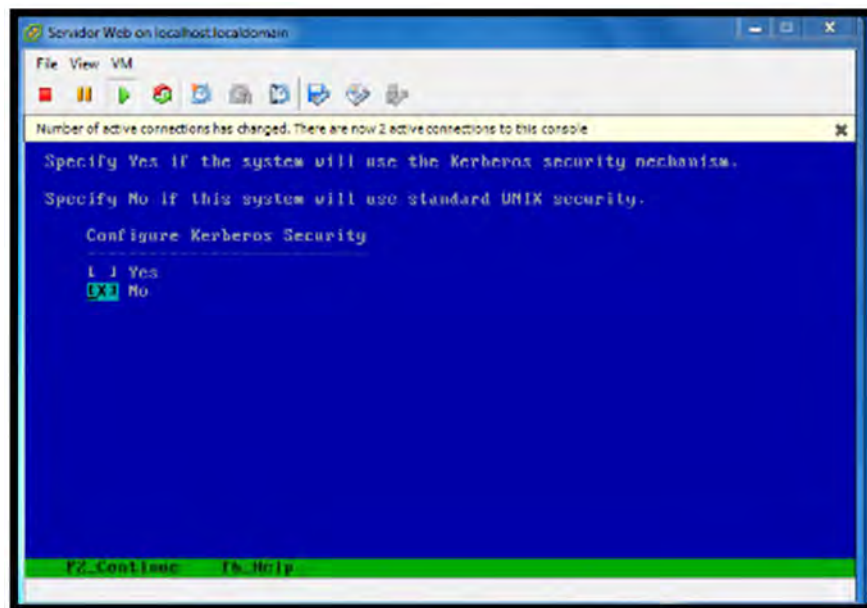 Servidor Web on localhost.localdomain
File View VM
Number of active connections has changed. There are now 2 active connections to this console
Specify Yes if the system will use the Kerberos security mechanism.
Specify No if this system will use standard UNIX security.
Configure Kerberos Security
[ ] Yes
[X] No
F2_Continue F6_Help